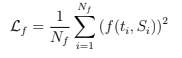 $\mathcal{L}_f = \frac{1}{N_f} \sum_{i=1}^{N_f} (f(t_i, S_i))^2$